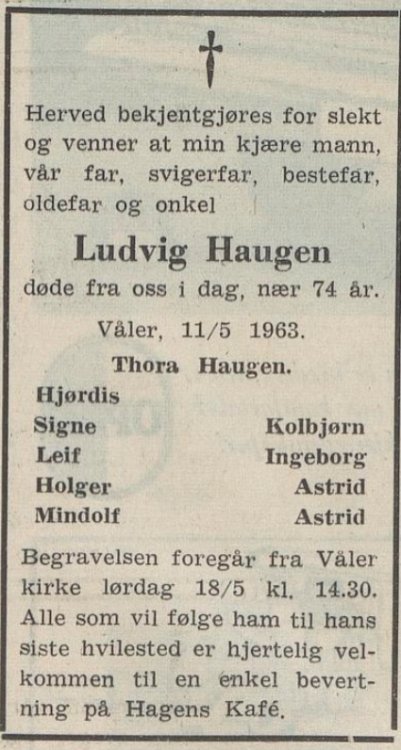 Herved bekjentgjøres for slekt
og venner at min kjære mann,
vår far, svigerfar, bestefar,
oldefar og onkel
Ludvig Haugen
døde fra oss i dag, nær 74 år.
Våler, 11/5 1963.
Thora Haugen.
Hjørdis
Signe Kolbjørn
Leif Ingeborg
Holger Astrid
Mindolf Astrid
Begravelsen foregår fra Våler
kirke lørdag 18/5 kl. 14.30.
Alle som vil følge ham til hans
siste hvilested er hjertelig vel-
kommen til en enkel bevert-
ning på Hagens Kafé.